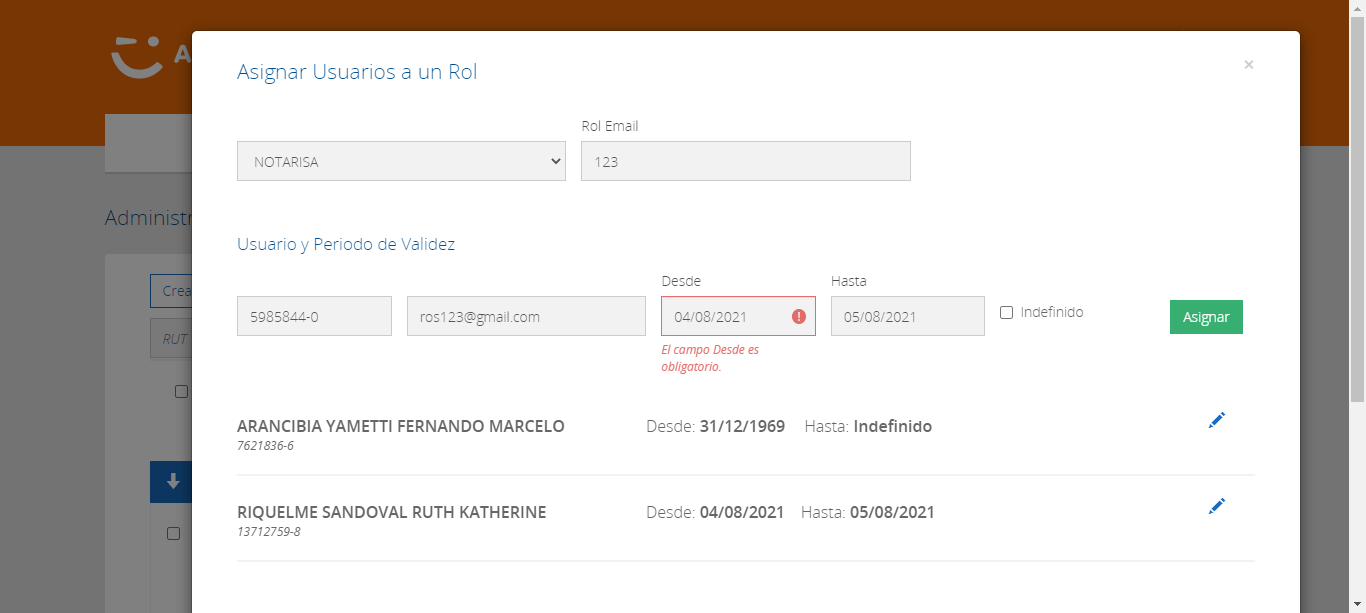 A
Asignar Usuarios a un Rol
×
Rol Email
NOTARISA
123
Administr
Usuario y Periodo de Validez
Desde
Hasta
Crea
5985844-0
ros123@gmail.com
04/08/2021
05/08/2021
Indefinido
Asignar
RUT
El campo Desde es
obligatorio.
ARANCIBIA YAMETTI FERNANDO MARCELO
Desde: 31/12/1969
Hasta: Indefinido
7621836-6
RIQUELME SANDOVAL RUTH KATHERINE
Desde: 04/08/2021
Hasta: 05/08/2021
13712759-8